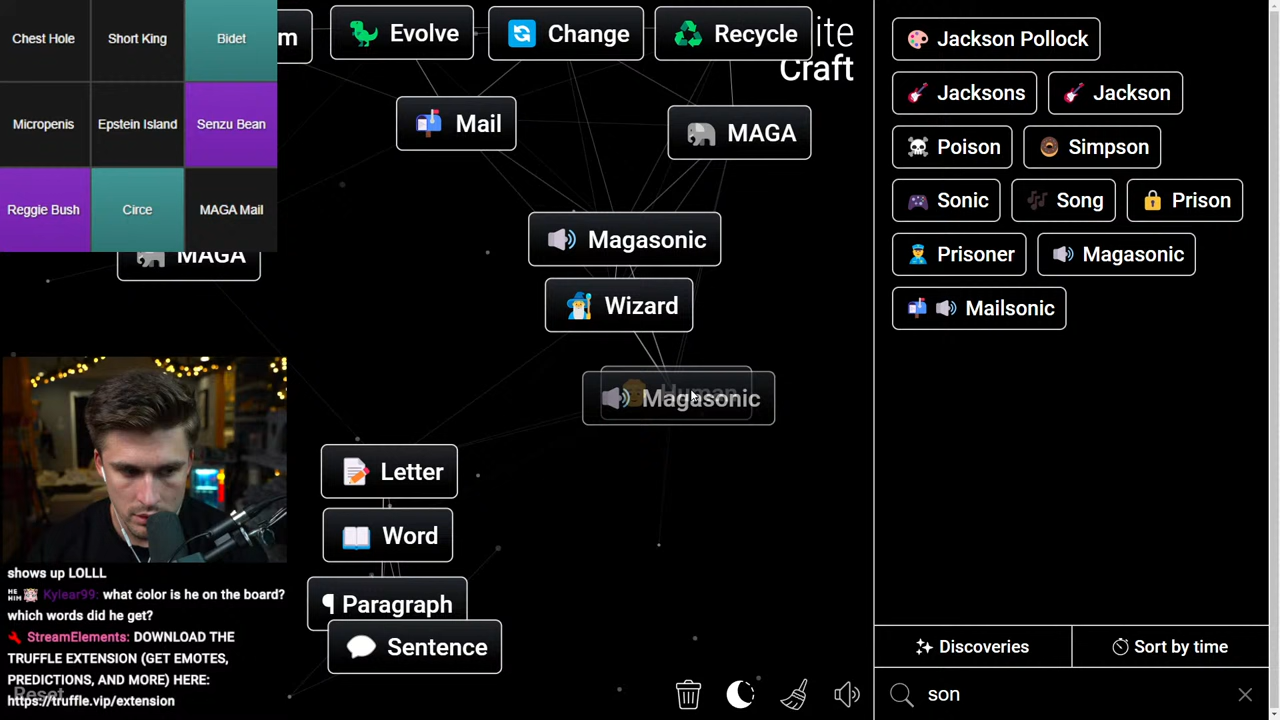 Chest Hole
Short King
Bidet
Micropenis
Epstein Island
Senzu Bean
Reggie Bush
Circe
MAGA Mail
m
Evolve
Change
Recycle
ite
Craft
Mail
MAGA
Magasonic
Wizard
MAGA
Human
Magasonic
Letter
Word
Paragraph
Sentence
shows up LOLLL
Kylear99: what color is he on the board?
which words did he get?
StreamElements: DOWNLOAD THE
TRUFFLE EXTENSION (GET EMOTES,
PREDICTIONS, AND MORE) HERE:
https://truffle.vip/extension
Reset
Jackson Pollock
Jacksons
Jackson
Poison
Simpson
Sonic
Song
Prison
Prisoner
Magasonic
Mailsonic
Discoveries
Sort by time
son